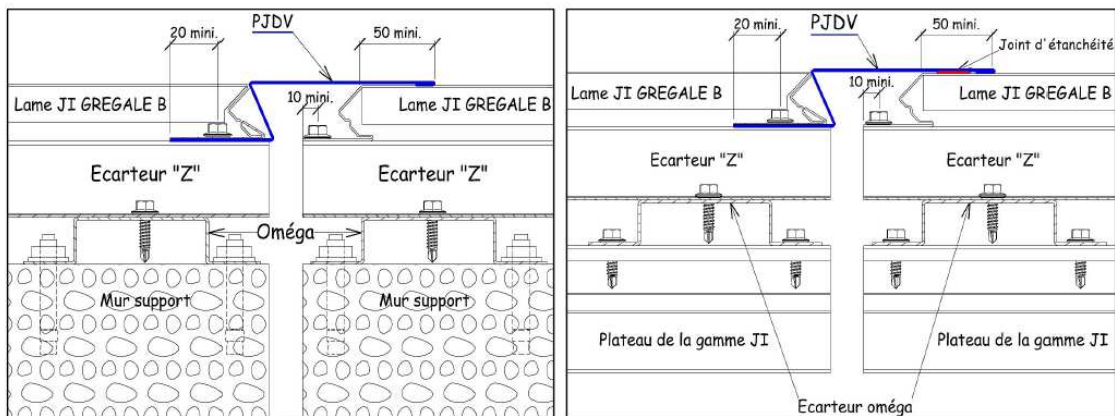 PJDV
20 mini.
50 mini.
10 mini.
Lame JI GREGALE B
Lame JI GREGALE B
Ecarteur "Z"
Ecarteur "Z"
Oméga
Mur support
Mur support
PJDV
20 mini.
50 mini.
Joint d'étanchéité
10 mini.
Lame JI GREGALE B
Lame JI GREGALE B
Ecarteur "Z"
Ecarteur "Z"
Plateau de la gamme JI
Plateau de la gamme JI
Ecarteur oméga